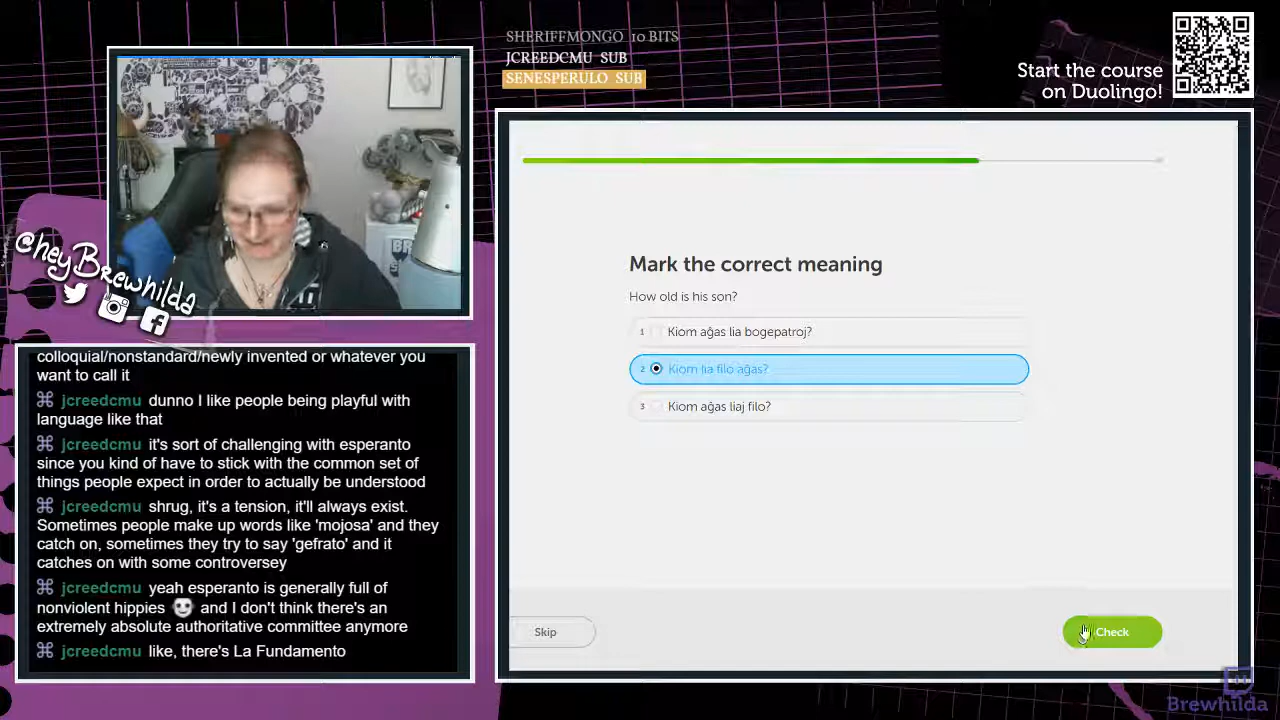 SHERIFFMONGO 10 BITS
JCREEDCMU SUB
SENESPERULO SUB
Start the course
on Duolingo!
@heyBrewhilda
Mark the correct meaning
How old is his son?
1 Kiom aĝas lia bogepatroj?
2 Kiom lia filo aĝas?
3 Kiom aĝas liaj filo?
Skip
Check
colloquial/nonstandard/newly invented or whatever you
want to call it
jcreedcmu dunno I like people being playful with
language like that
jcreedcmu it's sort of challenging with esperanto
since you kind of have to stick with the common set of
things people expect in order to actually be understood
jcreedcmu shrug, it's a tension, it'll always exist.
Sometimes people make up words like 'mojosa' and they
catch on, sometimes they try to say 'gefrato' and it
catches on with some controversey
jcreedcmu yeah esperanto is generally full of
nonviolent hippies and I don't think there's an
extremely absolute authoritative committee anymore
jcreedcmu like, there's La Fundamento
Brewhilda